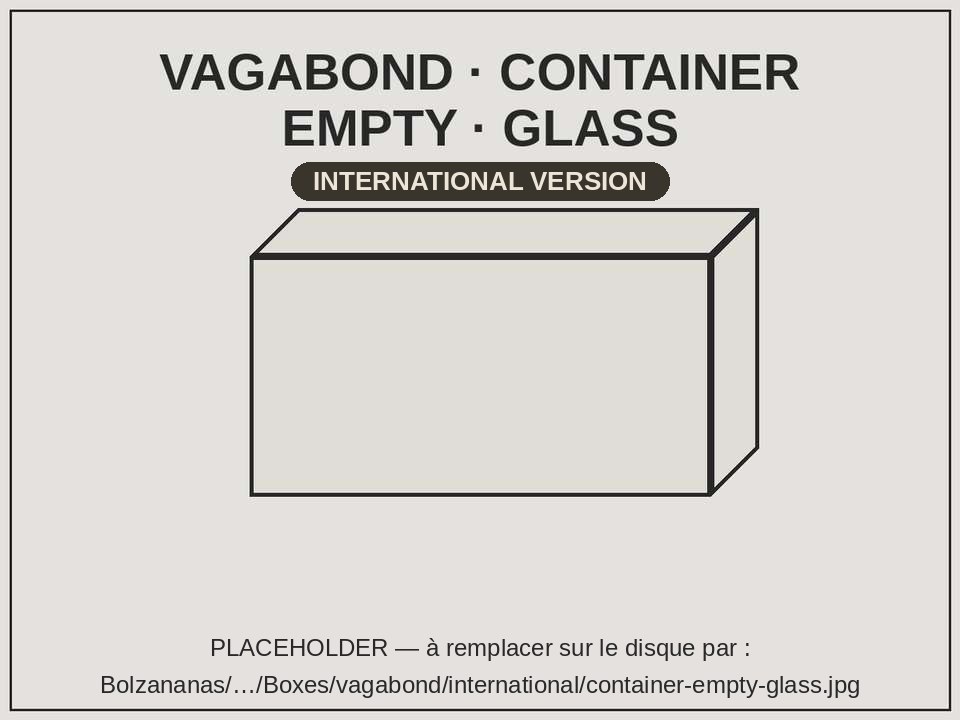 VAGABOND · CONTAINER
EMPTY · GLASS
INTERNATIONAL VERSION
PLACEHOLDER — à remplacer sur le disque par :
Bolzananas/…/Boxes/vagabond/international/container-empty-glass.jpg